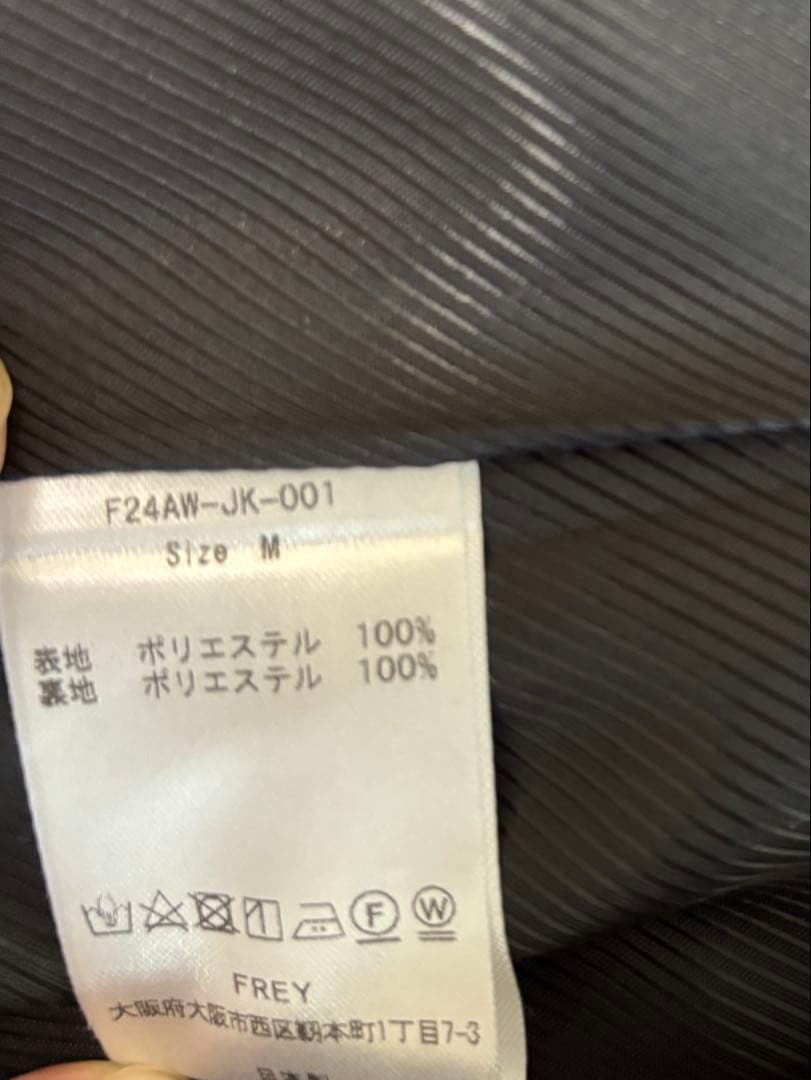 F24AW-JK-001
Size M
表地 ポリエステル 100%
裏地 ポリエステル 100%
F W
FREY
大阪府大阪市西区靱本町1丁目7-3